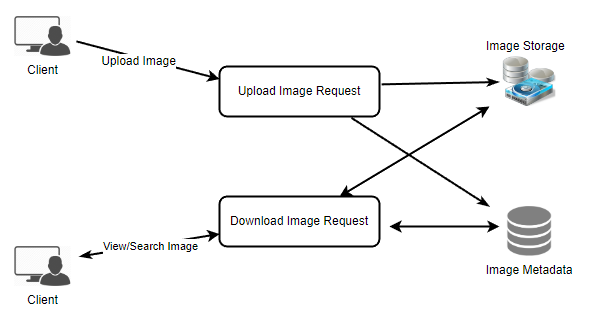 Image Storage
Client
Upload Image
Upload Image Request
Download Image Request
View/Search Image
Image Metadata
Client